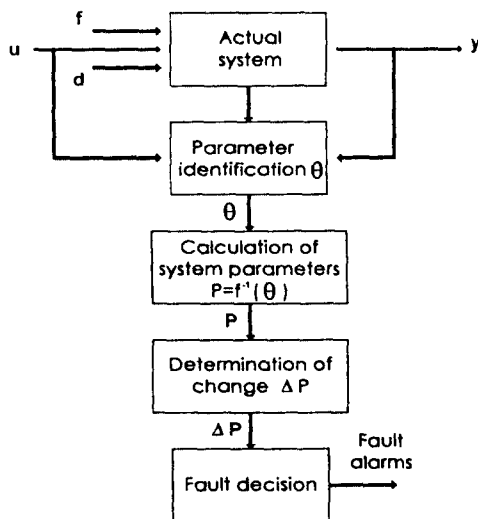 f
u
d
Actual
system
y
Parameter
identification θ
θ
Calculation of
system parameters
P=f⁻¹(θ)
P
Determination of
change ΔP
ΔP
Fault decision
Fault
alarms